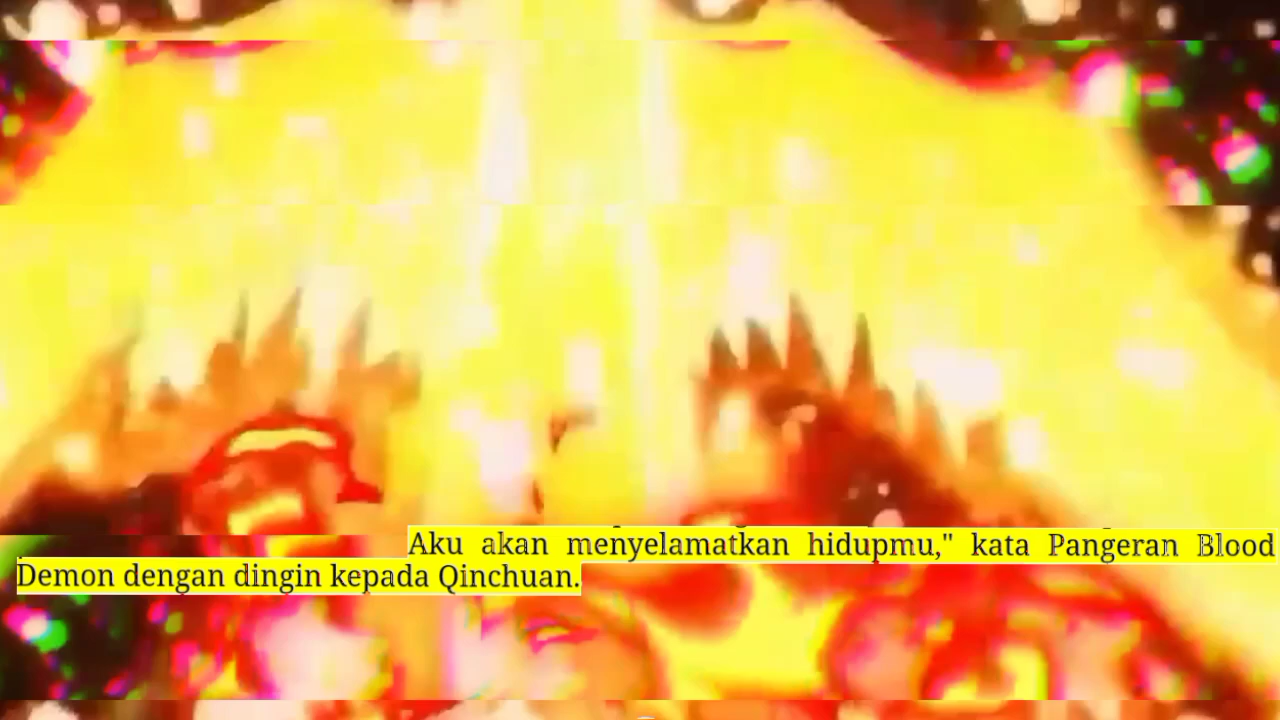 Aku akan menyelamatkan hidupmu," kata Pangeran Blood
Demon dengan dingin kepada Qinchuan.